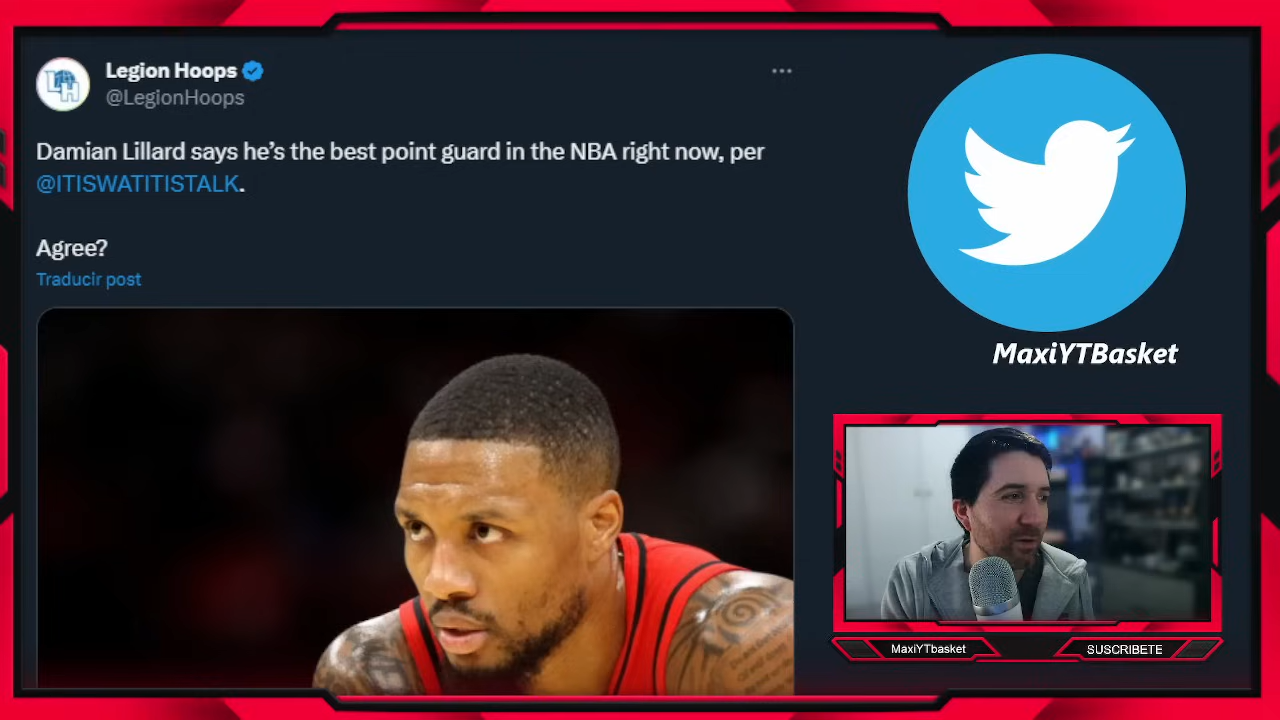 Legion Hoops
@LegionHoops
Damian Lillard says he's the best point guard in the NBA right now, per
@ITISWATITISTALK.
Agree?
Traducir post
MaxiYTBasket
MaxiYTbasket
SUSCRIBETE